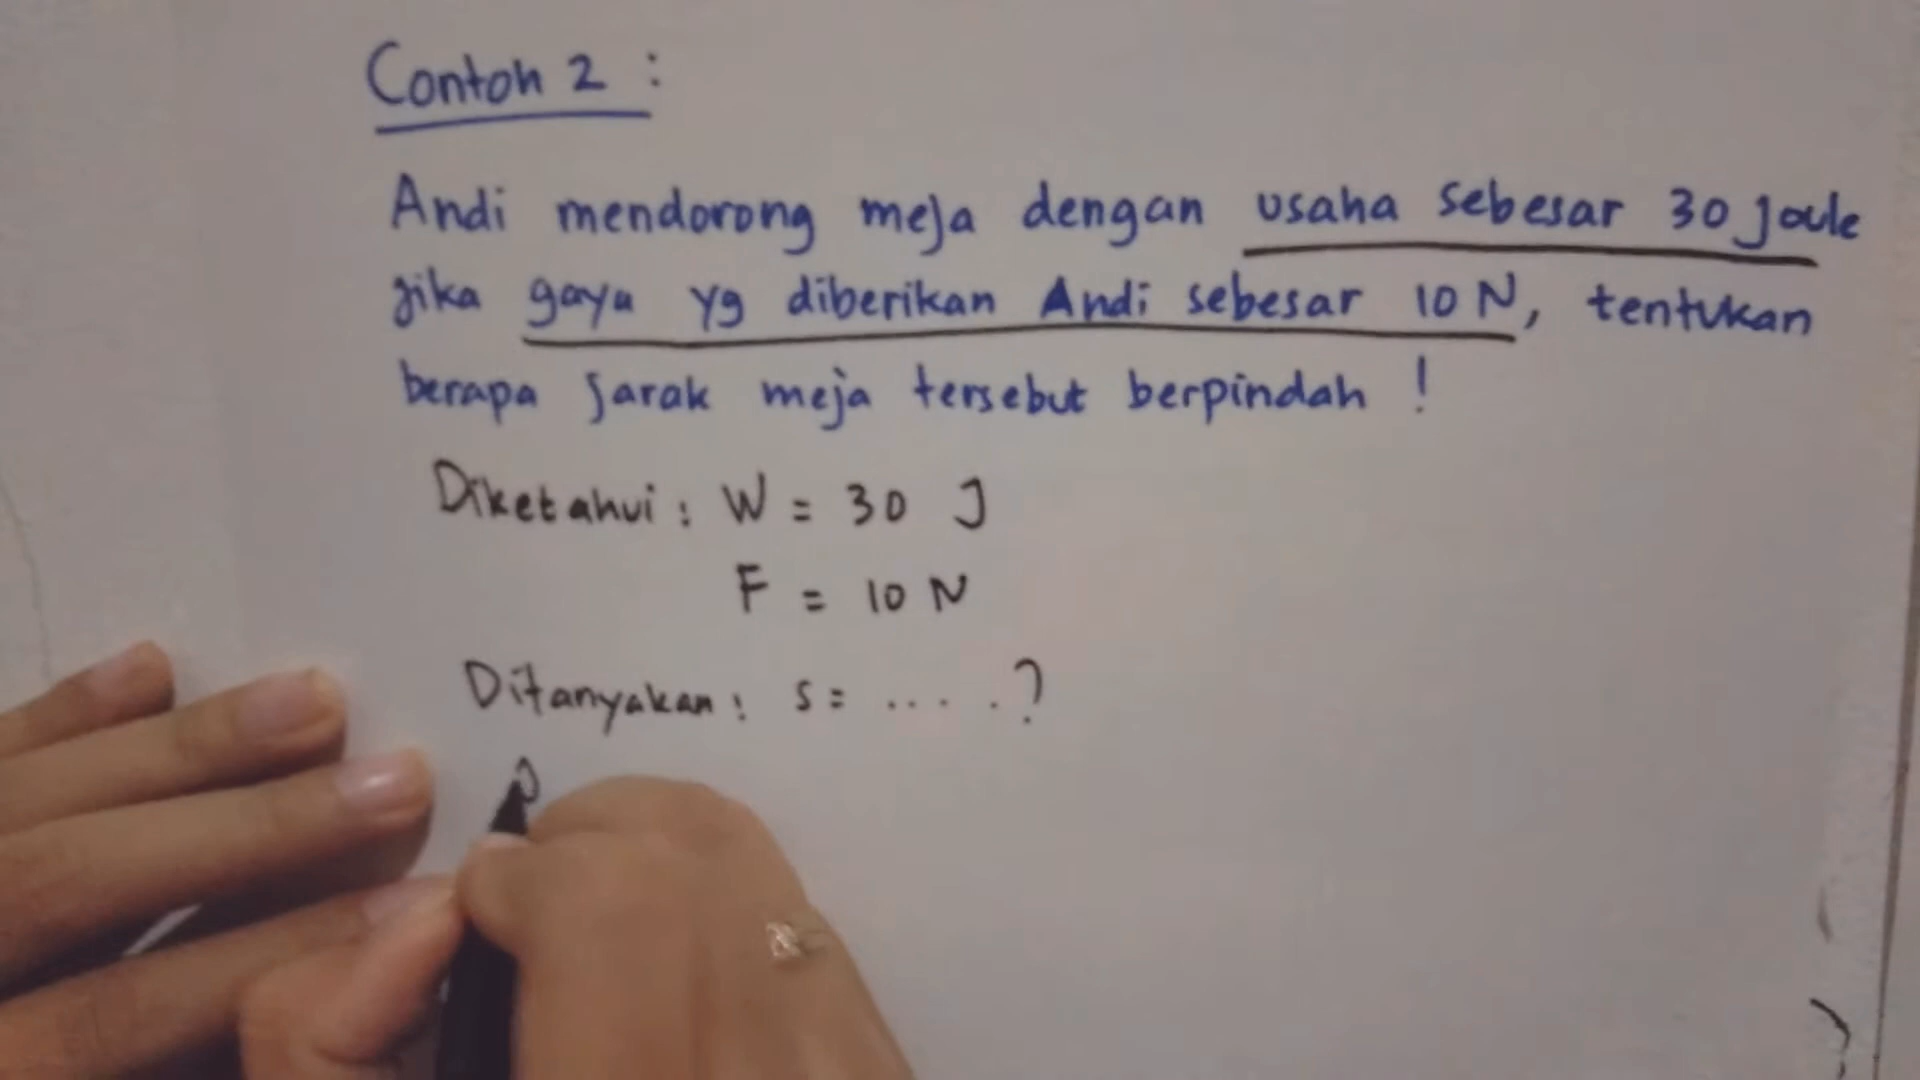 Contoh 2 :
Andi mendorong meja dengan usaha sebesar 30 Joule
jika gaya yg diberikan Andi sebesar 10 N, tentukan
berapa jarak meja tersebut berpindah !
Diketahui : W = 30 J
F = 10 N
Ditanyakan : s = .....?